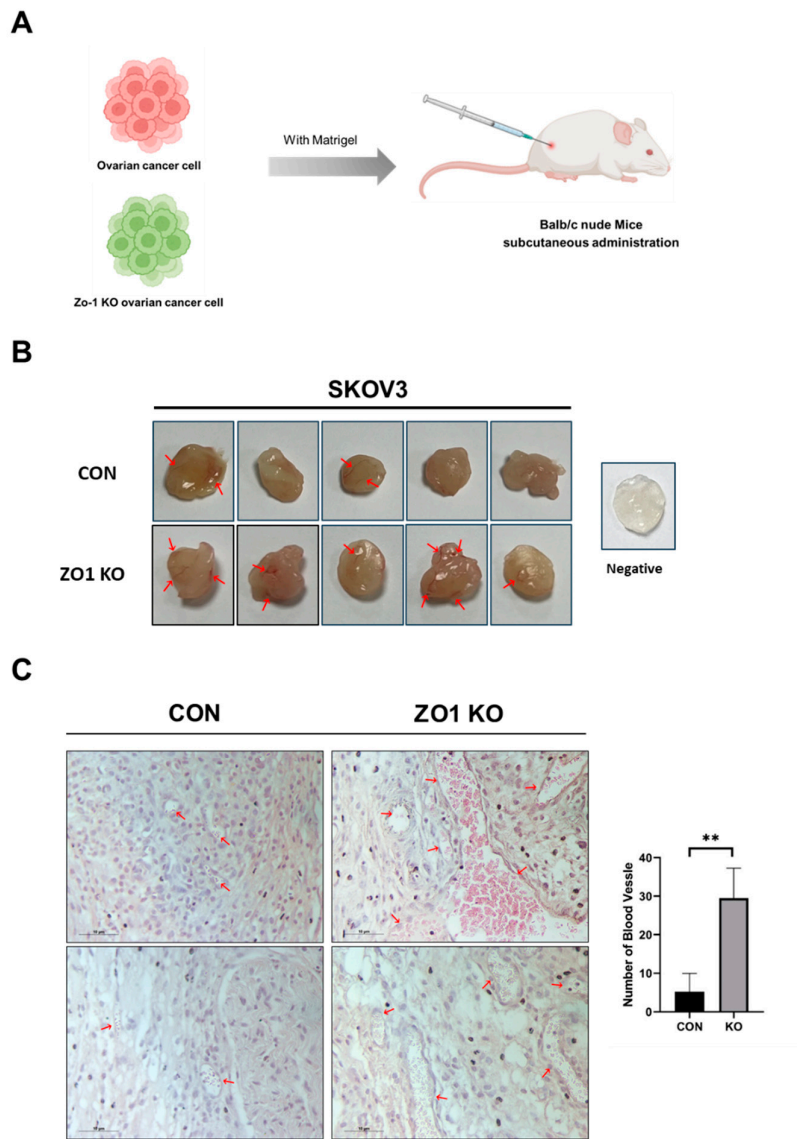 A
With Matrigel
Ovarian cancer cell
Balb/c nude Mice
subcutaneous administration
Zo-1 KO ovarian cancer cell
B
SKOV3
CON
ZO1 KO
Negative
C
CON
ZO1 KO
**
40
30
20
10
0
Number of Blood Vessle
CON
KO